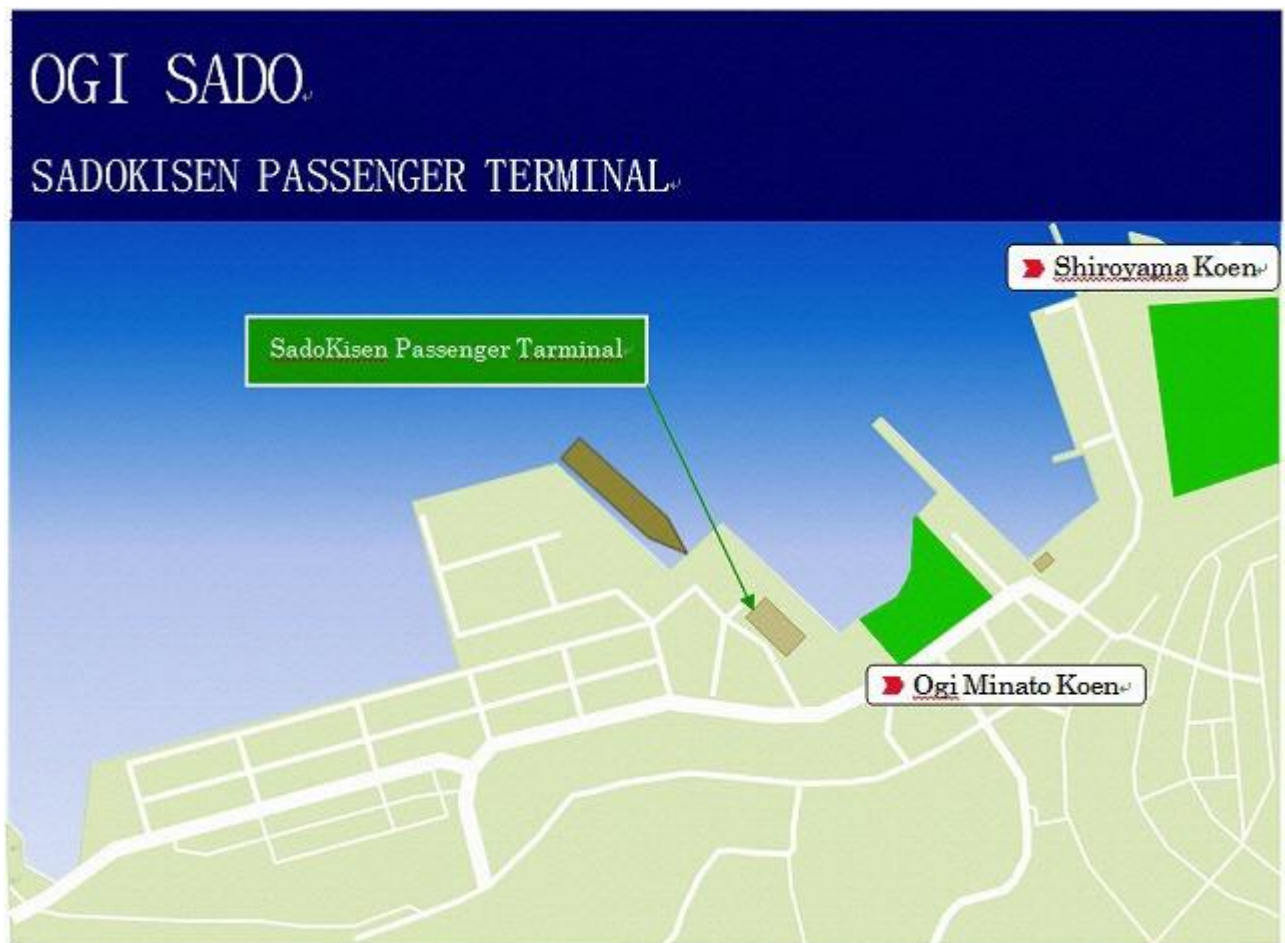 OGI SADO
SADOKISEN PASSENGER TERMINAL
Shiroyama Koen
SadoKisen Passenger Tarminal
Ogi Minato Koen